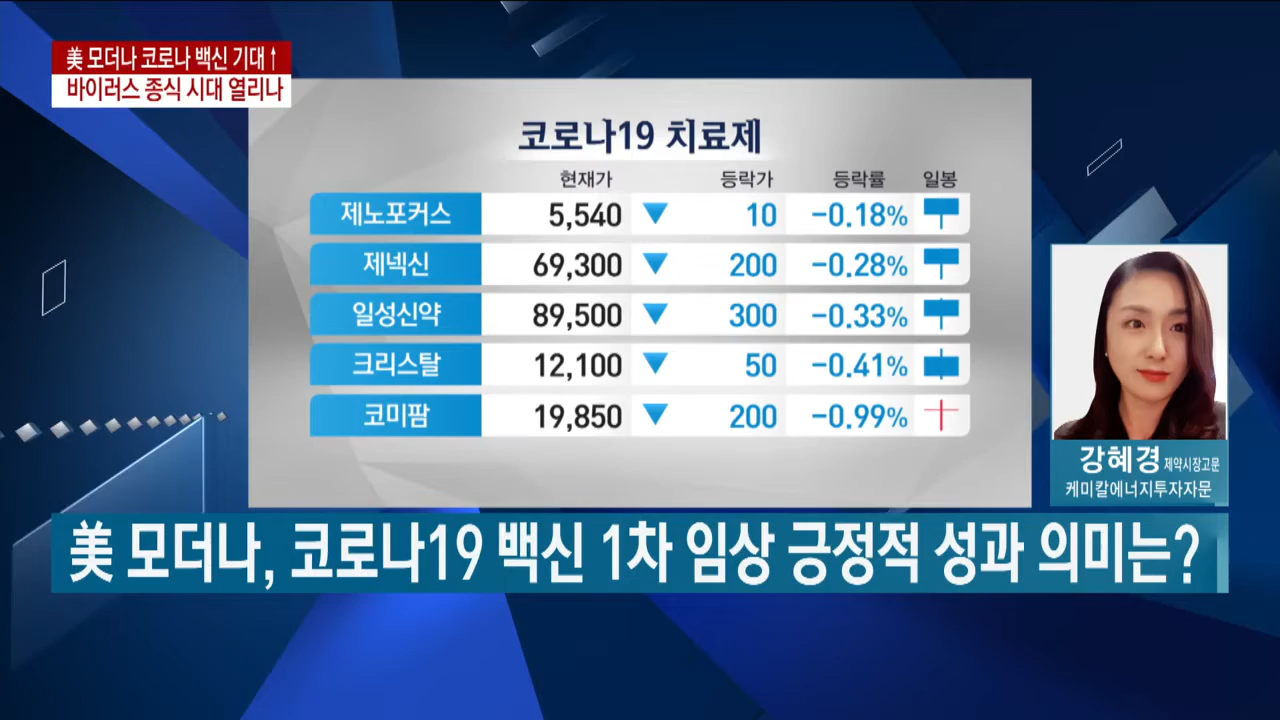 美 모더나 코로나 백신 기대↑
바이러스 종식 시대 열리나
코로나19 치료제
현재가 등락가 등락률 일봉
제노포커스 5,540 ▼ 10 -0.18%
제넥신 69,300 ▼ 200 -0.28%
일성신약 89,500 ▼ 300 -0.33%
크리스탈 12,100 ▼ 50 -0.41%
코미팜 19,850 ▼ 200 -0.99%
강혜경 제약시장고문
케미칼에너지투자자문
美 모더나, 코로나19 백신 1차 임상 긍정적 성과 의미는?